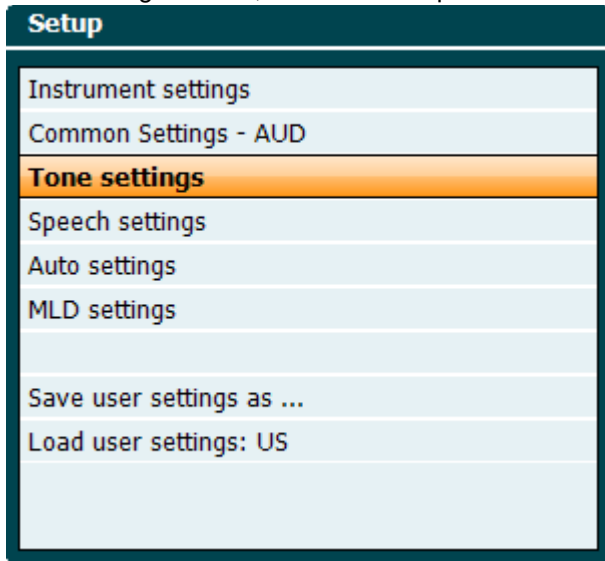 Setup
Instrument settings
Common Settings - AUD
Tone settings
Speech settings
Auto settings
MLD settings
Save user settings as ...
Load user settings: US